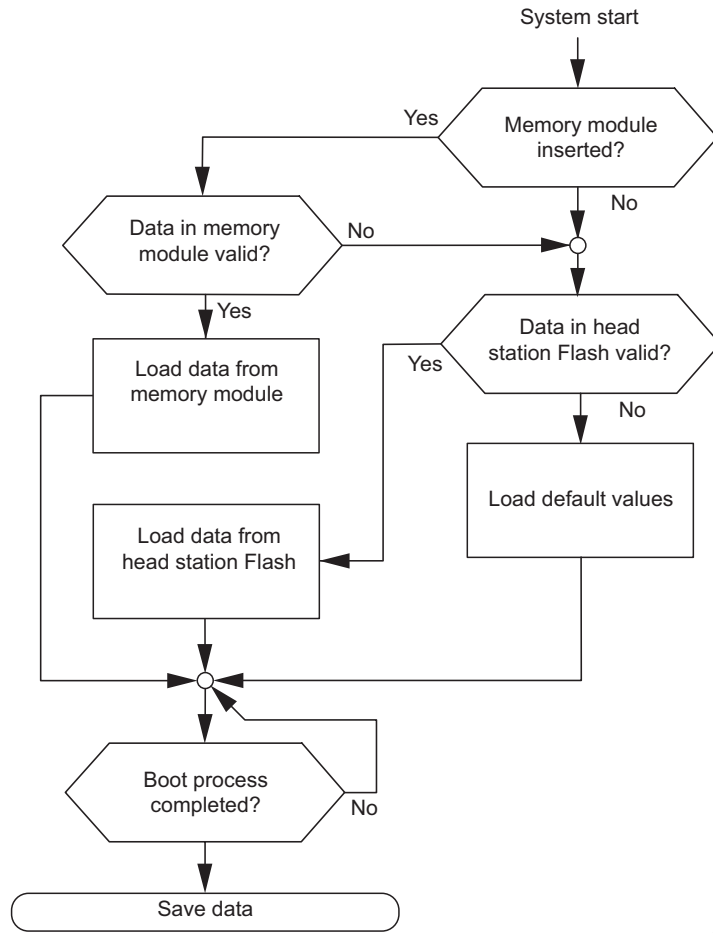 System start
Yes
Memory module
inserted?
No
Data in memory
module valid?
No
Yes
Data in head
station Flash valid?
Yes
No
Load data from
memory module
Load default values
Load data from
head station Flash
Boot process
completed?
No
Save data